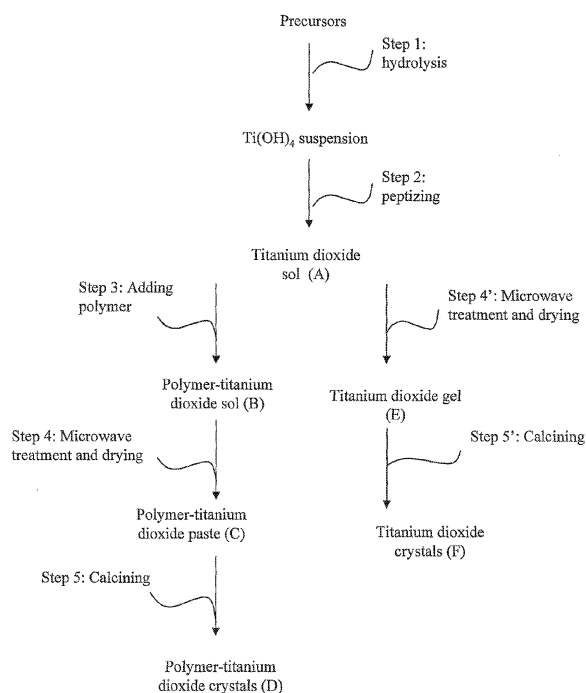 Precursors
Step 1:
hydrolysis
Ti(OH)4 suspension
Step 2:
peptizing
Titanium dioxide
sol (A)
Step 3: Adding
polymer
Step 4’: Microwave
treatment and drying
Polymer-titanium
dioxide sol (B)
Titanium dioxide gel
(E)
Step 4: Microwave
treatment and drying
Step 5’: Calcining
Polymer-titanium
dioxide paste (C)
Titanium dioxide
crystals (F)
Step 5: Calcining
Polymer-titanium
dioxide crystals (D)